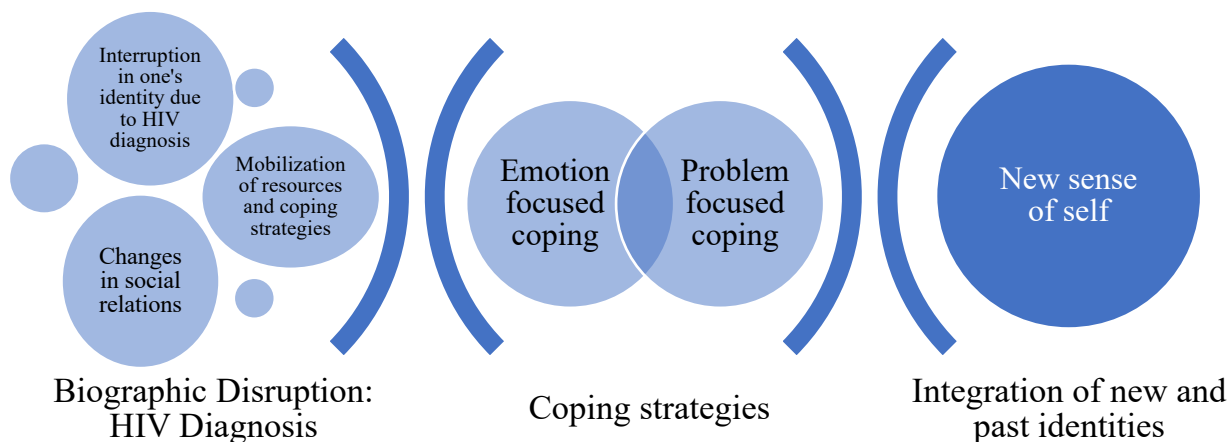 Interruption
in one's
identity due
to HIV
diagnosis
Mobilization
of resources
and coping
strategies
Changes
in social
relations
Biographic Disruption:
HIV Diagnosis
Emotion
focused
coping
Problem
focused
coping
Coping strategies
New sense
of self
Integration of new and
past identities